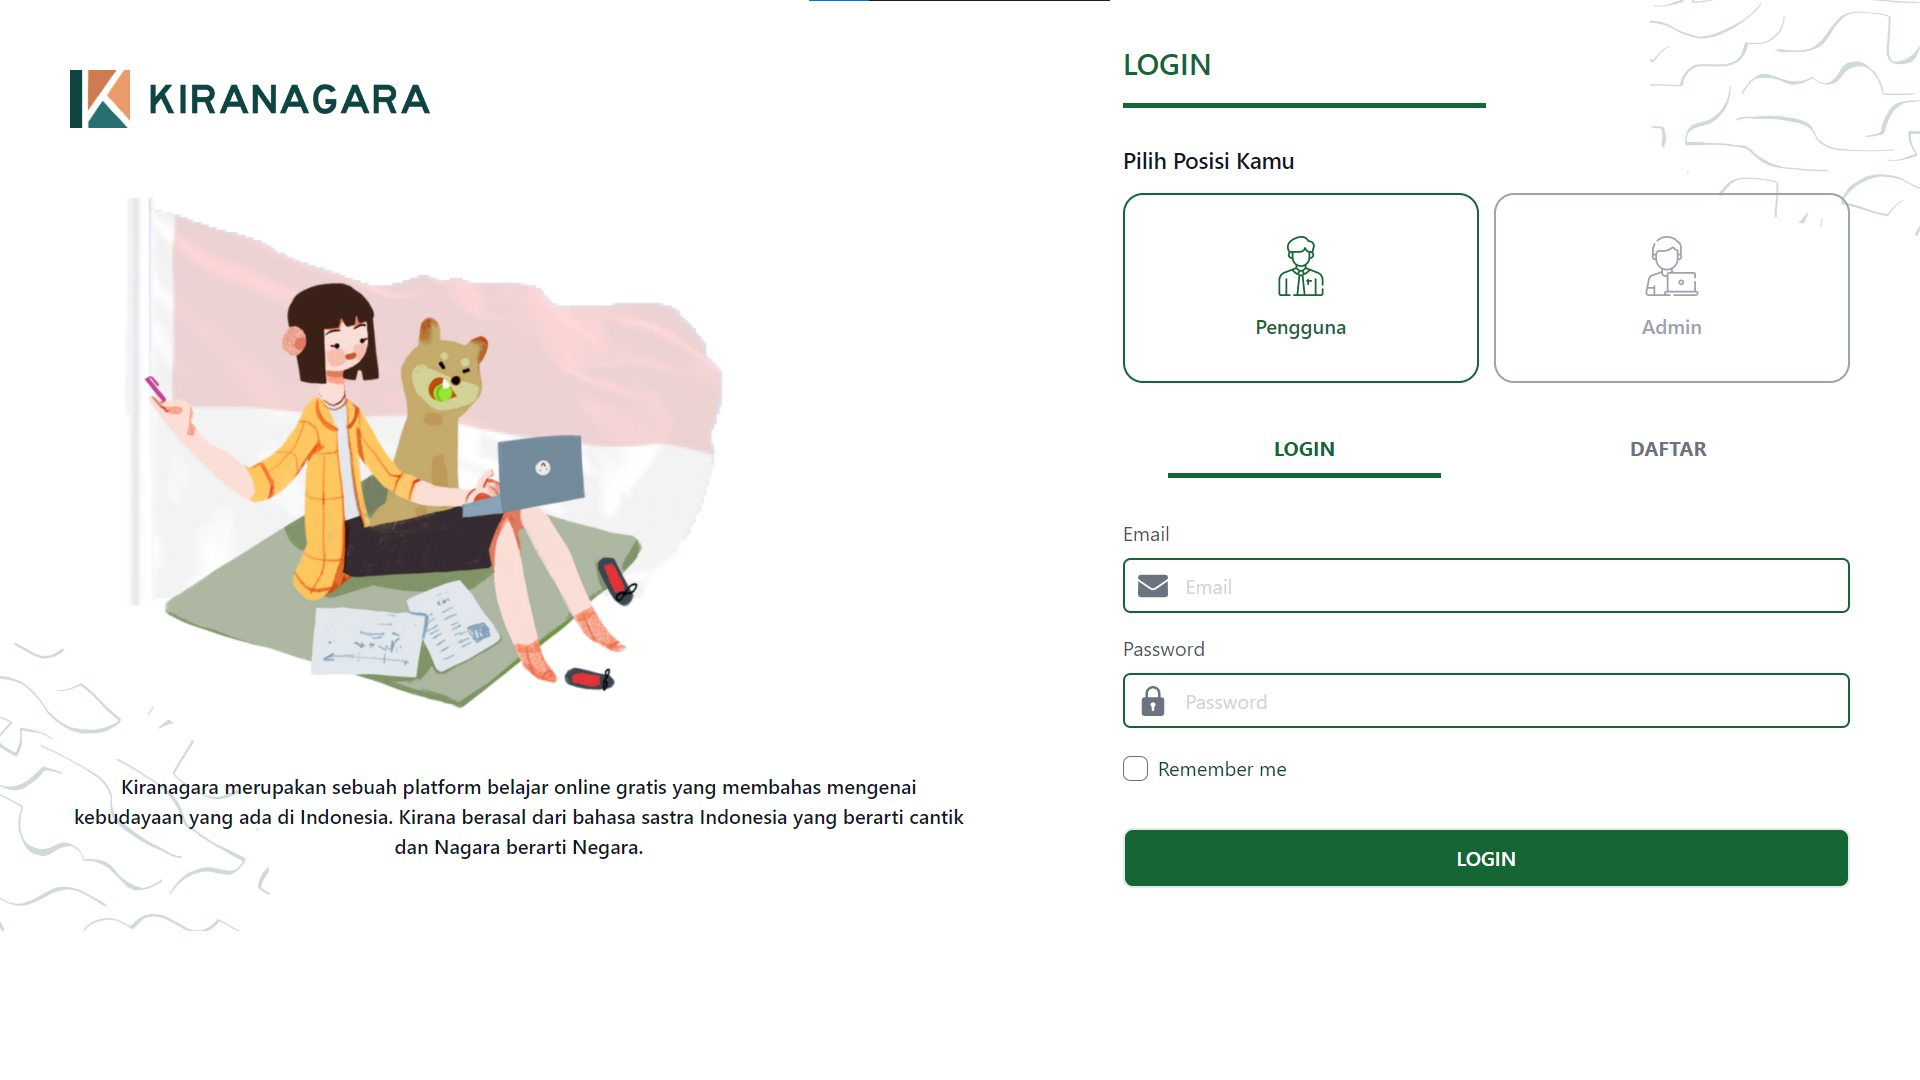 KIRANAGARA
Kiranagara merupakan sebuah platform belajar online gratis yang membahas mengenai
kebudayaan yang ada di Indonesia. Kirana berasal dari bahasa sastra Indonesia yang berarti cantik
dan Nagara berarti Negara.
LOGIN
Pilih Posisi Kamu
Pengguna
Admin
LOGIN
DAFTAR
Email
Email
Password
Password
Remember me
LOGIN